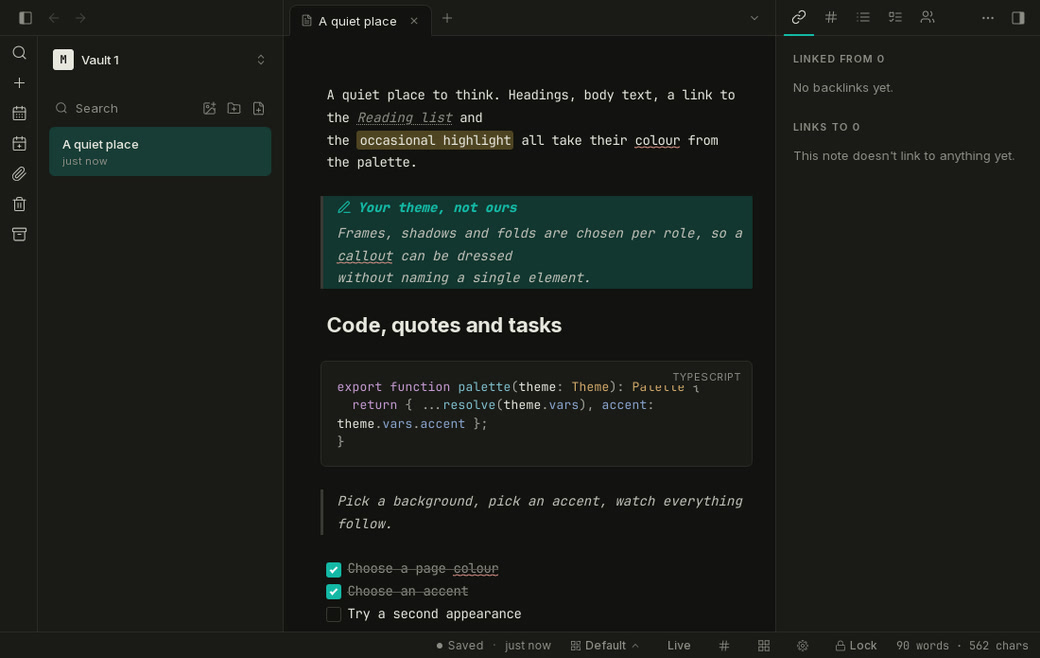 A quiet place
M Vault 1
Search
A quiet place
just now
A quiet place to think. Headings, body text, a link to
the Reading list and
the occasional highlight all take their colour from
the palette.
Your theme, not ours
Frames, shadows and folds are chosen per role, so a
callout can be dressed
without naming a single element.
Code, quotes and tasks
TYPESCRIPT
export function palette(theme: Theme): Palette {
return { ...resolve(theme.vars), accent:
theme.vars.accent };
}
Pick a background, pick an accent, watch everything
follow.
Choose a page colour
Choose an accent
Try a second appearance
LINKED FROM 0
No backlinks yet.
LINKS TO 0
This note doesn't link to anything yet.
Saved · just now Default Live Lock 90 words · 562 chars